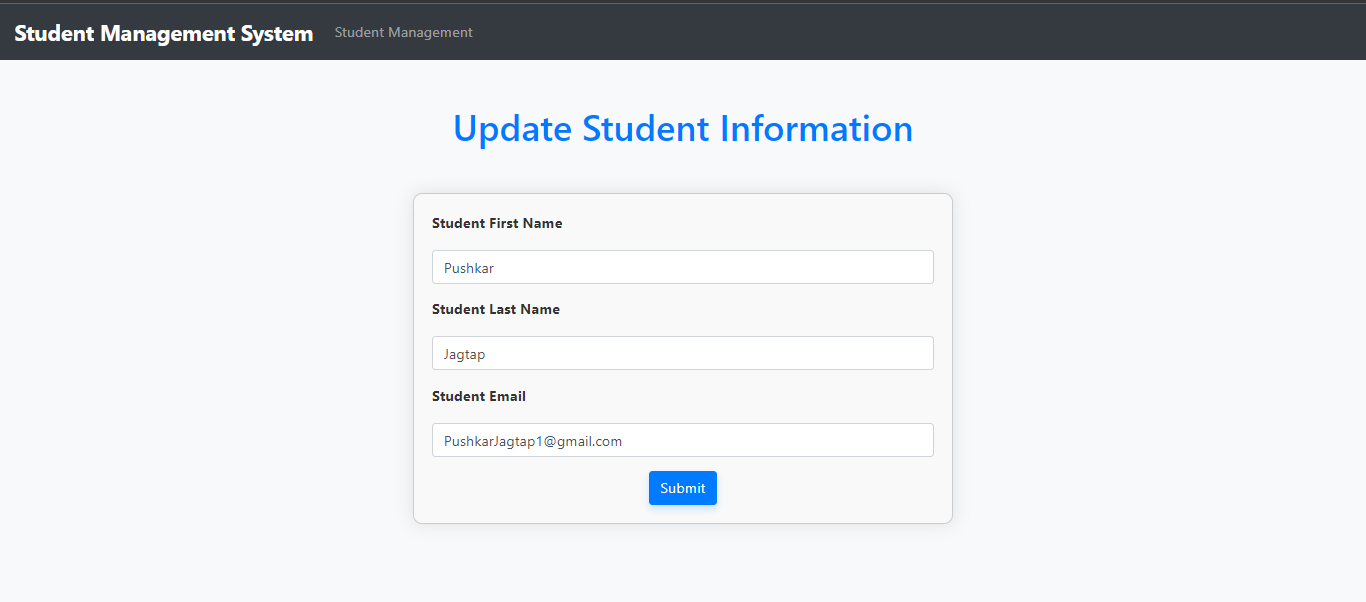 Student Management System Student Management
Update Student Information
Student First Name
Pushkar
Student Last Name
Jagtap
Student Email
PushkarJagtap1@gmail.com
Submit